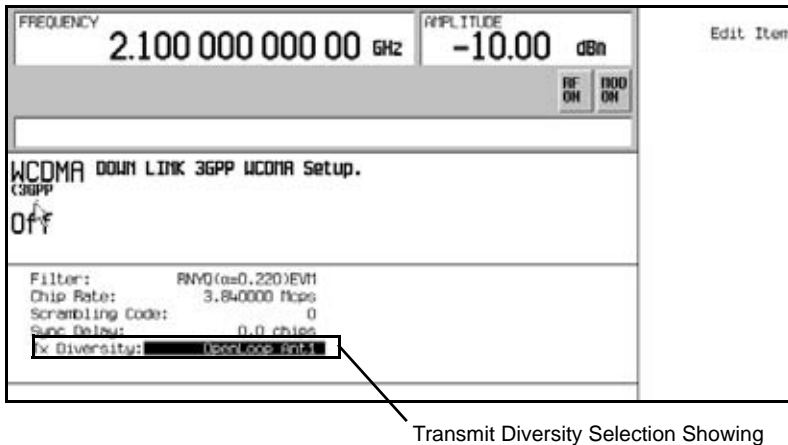 FREQUENCY
2.100 000 000 00 GHz
AMPLITUDE
-10.00 dBm
Edit Item
RF ON
MOD ON
WCDMA DOWN LINK 3GPP WCDMA Setup.
(3GPP
Off
Filter: RNYQ(α=0.220)EVM
Chip Rate: 3.840000 Mcps
Scrambling Code: 0
Sync Delay: 0.0 chips
Tx Diversity: OpenLoop Ant1
Transmit Diversity Selection Showing